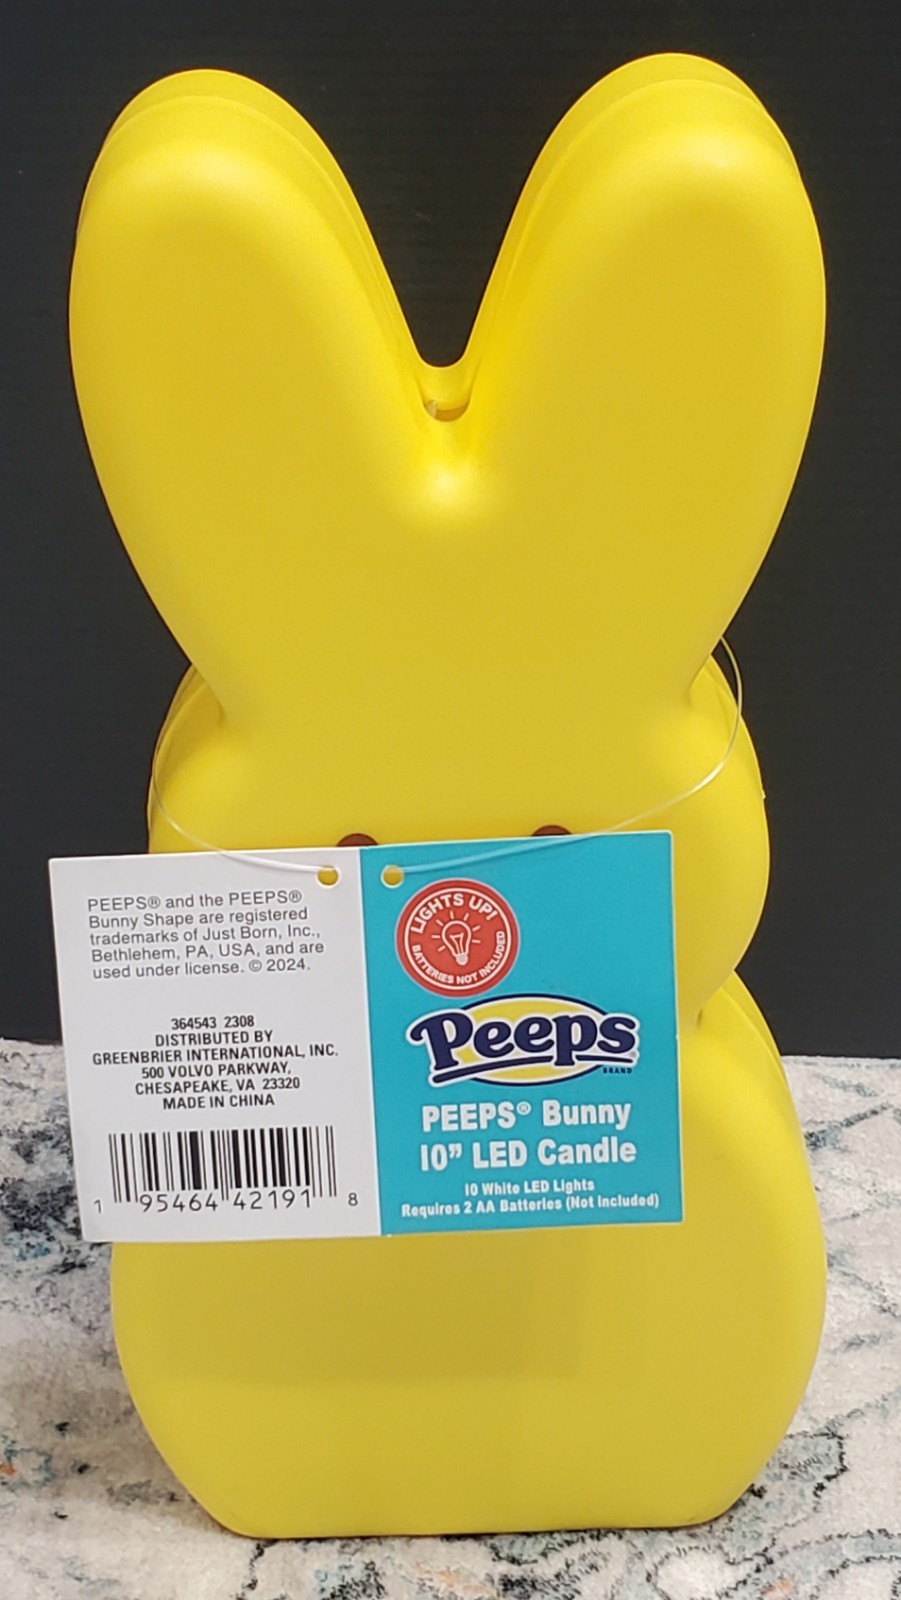 PEEPS® and the PEEPS®
Bunny Shape are registered
trademarks of Just Born, Inc.,
Bethlehem, PA, USA, and are
used under license. © 2024.
364543 2308
DISTRIBUTED BY
GREENBRIER INTERNATIONAL, INC.
500 VOLVO PARKWAY,
CHESAPEAKE, VA 23320
MADE IN CHINA
1 95464 42191 8
LIGHTS UP!
BATTERIES NOT INCLUDED
Peeps®
BRAND
PEEPS® Bunny
10” LED Candle
10 White LED Lights
Requires 2 AA Batteries (Not Included)